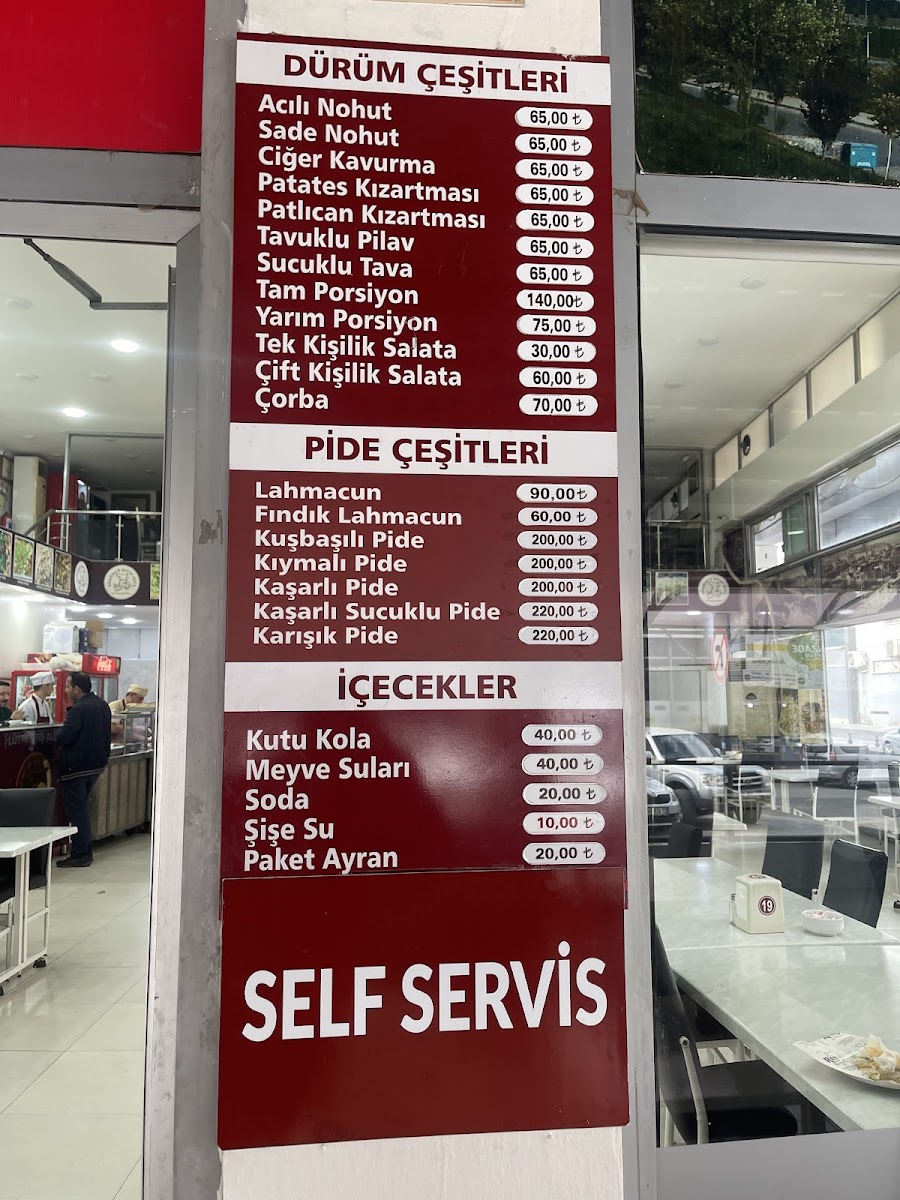 DÜRÜM ÇEŞİTLERİ
Acılı Nohut 65,00 ₺
Sade Nohut 65,00 ₺
Ciğer Kavurma 65,00 ₺
Patates Kızartması 65,00 ₺
Patlıcan Kızartması 65,00 ₺
Tavuklu Pilav 65,00 ₺
Sucuklu Tava 65,00 ₺
Tam Porsiyon 140,00₺
Yarım Porsiyon 75,00 ₺
Tek Kişilik Salata 30,00 ₺
Çift Kişilik Salata 60,00 ₺
Çorba 70,00 ₺
PİDE ÇEŞİTLERİ
Lahmacun 90,00₺
Fındık Lahmacun 60,00 ₺
Kuşbaşılı Pide 200,00 ₺
Kıymalı Pide 200,00 ₺
Kaşarlı Pide 200,00 ₺
Kaşarlı Sucuklu Pide 220,00 ₺
Karışık Pide 220,00 ₺
İÇECEKLER
Kutu Kola 40,00 ₺
Meyve Suları 40,00 ₺
Soda 20,00 ₺
Şişe Su 10,00 ₺
Paket Ayran 20,00 ₺
SELF SERVİS
19